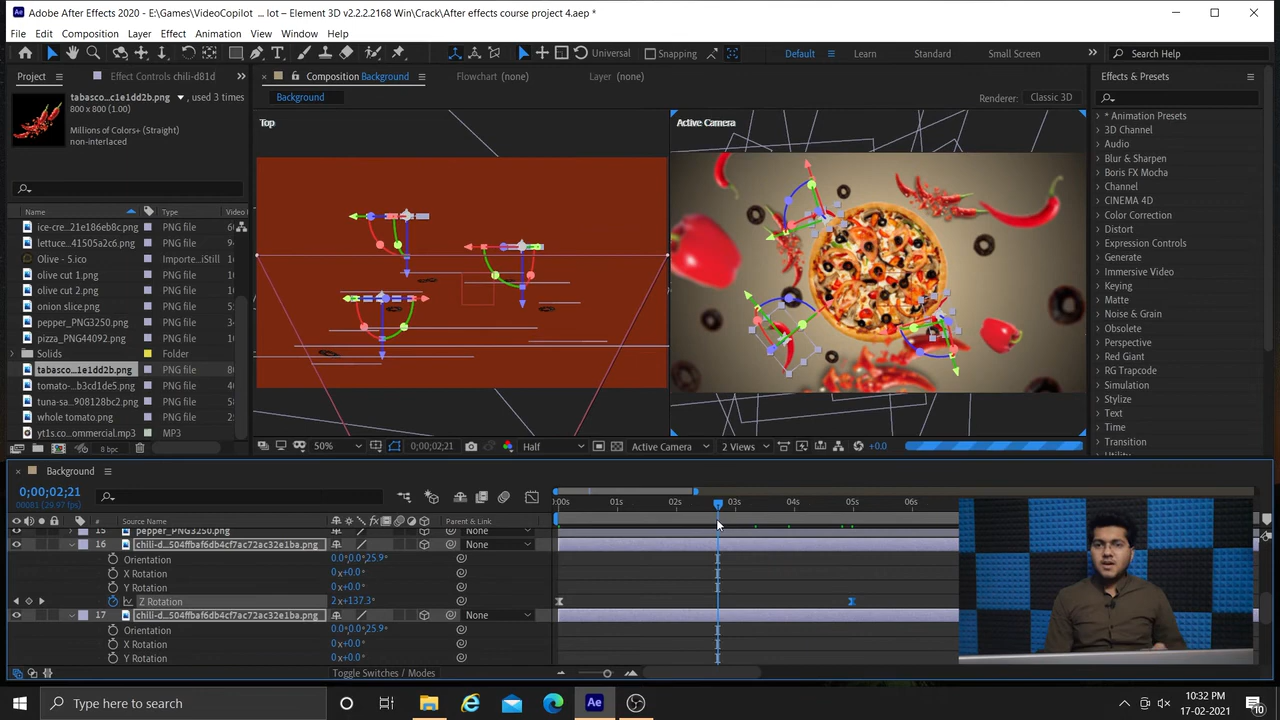 Adobe After Effects 2020 - E:\Games\VideoCopilot ... lot – Element 3D v2.2.2.2168 Win\Crack\After effects course project 4.aep *
File Edit Composition Layer Effect Animation View Window Help
Universal Snapping Default Learn Standard Small Screen Search Help
Project Effect Controls chili-d81d Composition Background Flowchart (none) Layer (none) Effects & Presets
Background Renderer: Classic 3D
tabasco...c1e1dd2b.png , used 3 times
800 x 800 (1.00)
Millions of Colors+ (Straight)
non-interlaced
Name Type Video
ice-cre...21e186e6b8c.png PNG file
lettuce...41505a2c6.png PNG file
Olive - 5.ico Importe...iStill
olive cut 1.png PNG file
olive cut 2.png PNG file
onion slice.png PNG file
pepper_PNG3250.png PNG file
pizza_PNG44092.png PNG file
Solids Folder
tabasco...1e1dd2b.png PNG file
tomato-...b3cd1de5.png PNG file
tuna-sa...908128bc2.png PNG file
whole tomato.png PNG file
yt1s co...ommercial.mp3 MP3
8 bpc
Top
Active Camera
50% 0;00;02;21 Half Active Camera 2 Views +0.0
* Animation Presets
3D Channel
Audio
Blur & Sharpen
Boris FX Mocha
Channel
CINEMA 4D
Color Correction
Distort
Expression Controls
Generate
Immersive Video
Keying
Matte
Noise & Grain
Obsolete
Perspective
Red Giant
RG Trapcode
Simulation
Stylize
Text
Time
Transition
Background
0;00;02;21
00081 (29.97 fps)
:00s 01s 02s 03s 04s 05s 06s
# Source Name Parent & Link
15 pepper_PNG3250.png None
16 chili-d...504ffbaf6db4cf7ac72ac32e1ba.png None
Orientation 0.0°,0.0°,25.9°
X Rotation 0x+0.0°
Y Rotation 0x+0.0°
Z Rotation 2x+137.3°
17 chili-d...504ffbaf6db4cf7ac72ac32e1ba.png None
Orientation 0.0°,0.0°,25.9°
X Rotation 0x+0.0°
Y Rotation 0x+0.0°
Toggle Switches / Modes
Type here to search
Ae
10:32 PM
17-02-2021
10